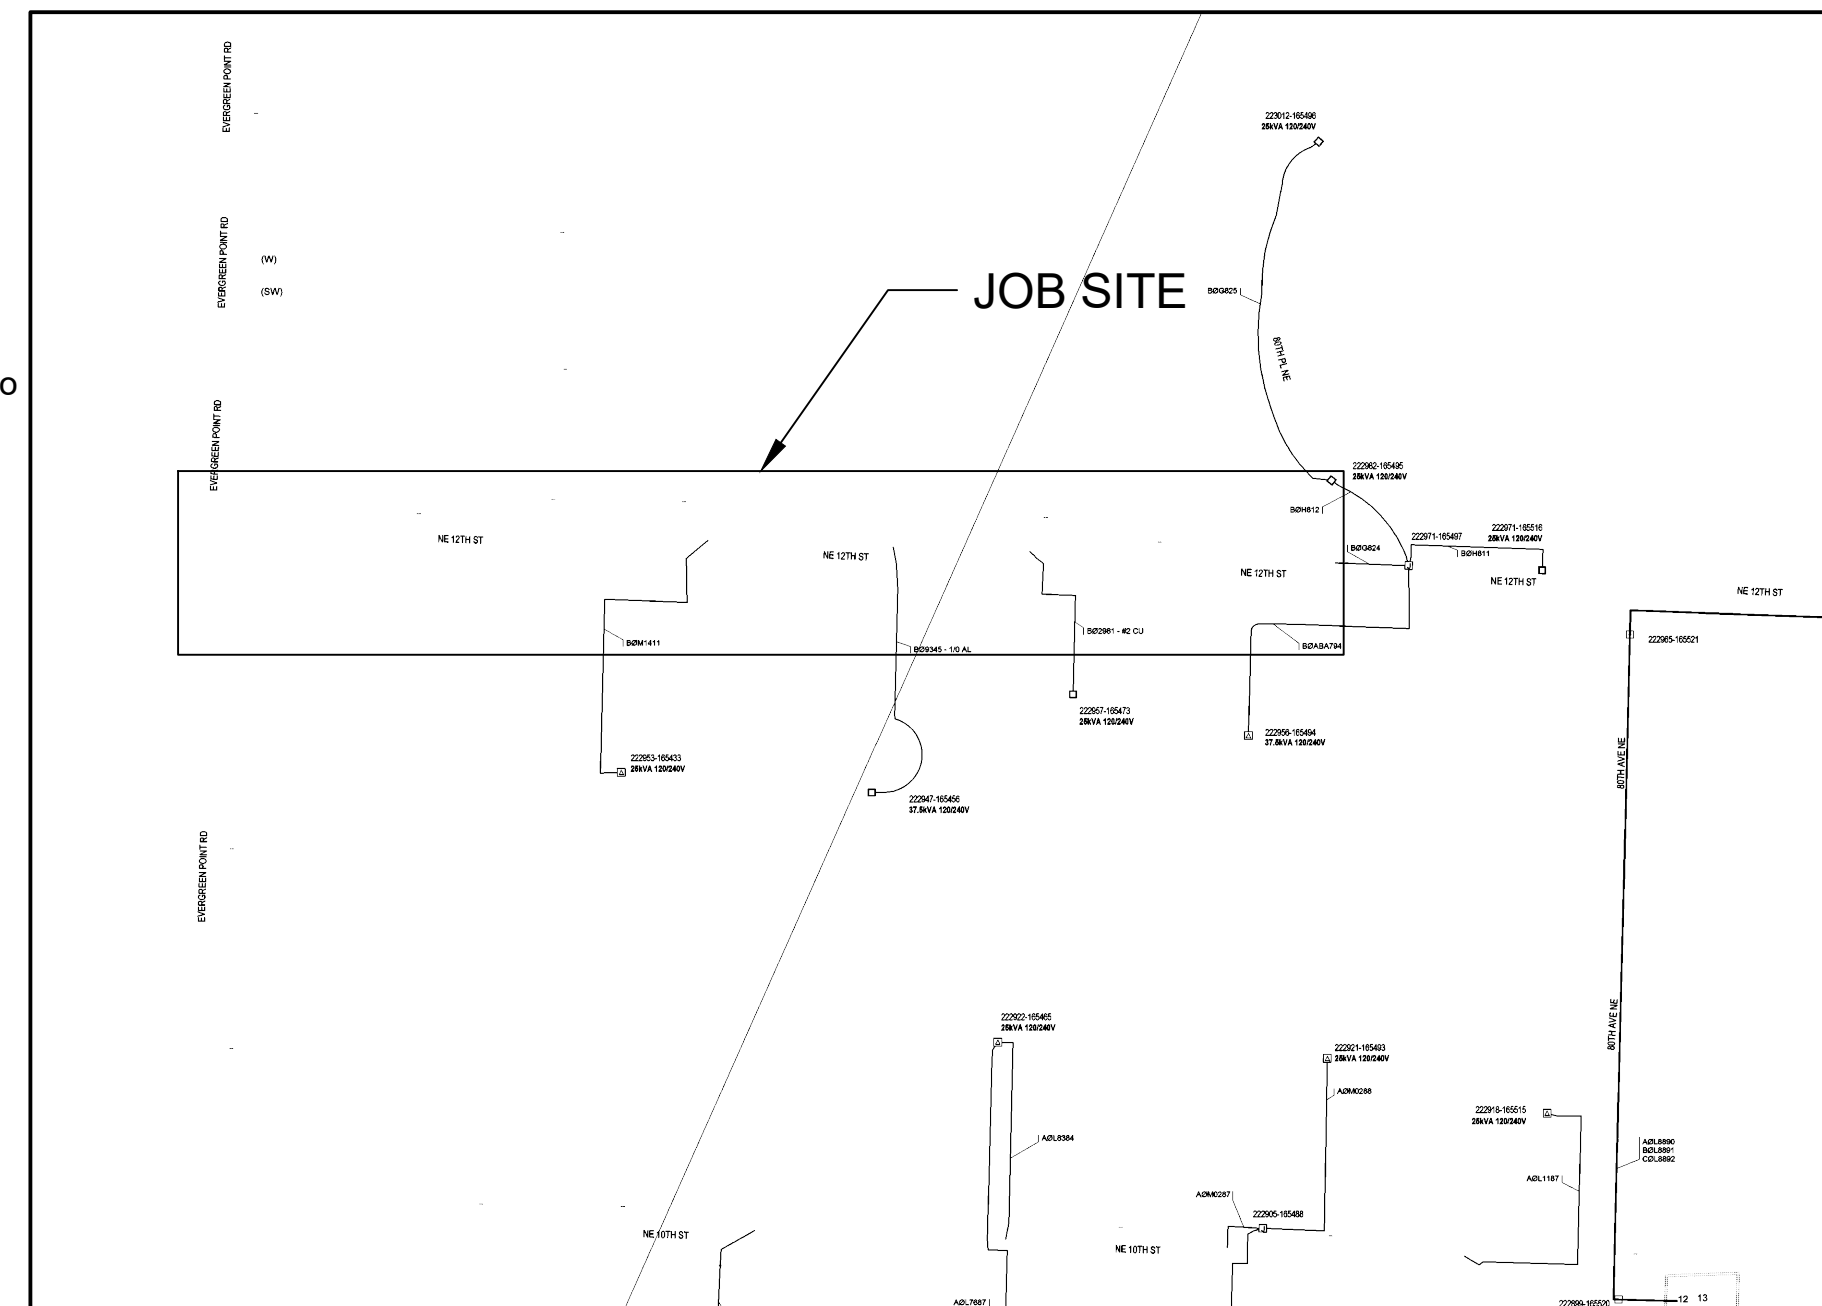 EVERGREEN POINT RD
223012-165496
25kVA 120/240V
EVERGREEN POINT RD
(W)
(SW)
JOB SITE
BØG825
80TH PL NE
O
EVERGREEN POINT RD
222982-165495
25kVA 120/240V
BØH812
222971-165516
25kVA 120/240V
222971-165497
NE 12TH ST
NE 12TH ST
BØG824
BØH811
NE 12TH ST
NE 12TH ST
NE 12TH ST
BØ2981 - #2 CU
BØM1411
BØ9345 - 1/0 AL
BØABA794
222985-165521
222957-165473
25kVA 120/240V
222956-165494
37.5kVA 120/240V
222953-165433
25kVA 120/240V
80TH AVE NE
222947-165456
37.5kVA 120/240V
EVERGREEN POINT RD
222922-165465
25kVA 120/240V
80TH AVE NE
222921-165493
25kVA 120/240V
AØM0288
222918-165515
25kVA 120/240V
AØL8384
AØL8890
BØL8891
CØL8892
AØL1187
AØM0287
222905-165488
NE 10TH ST
NE 10TH ST
AØL7687
222899-165520
12 13